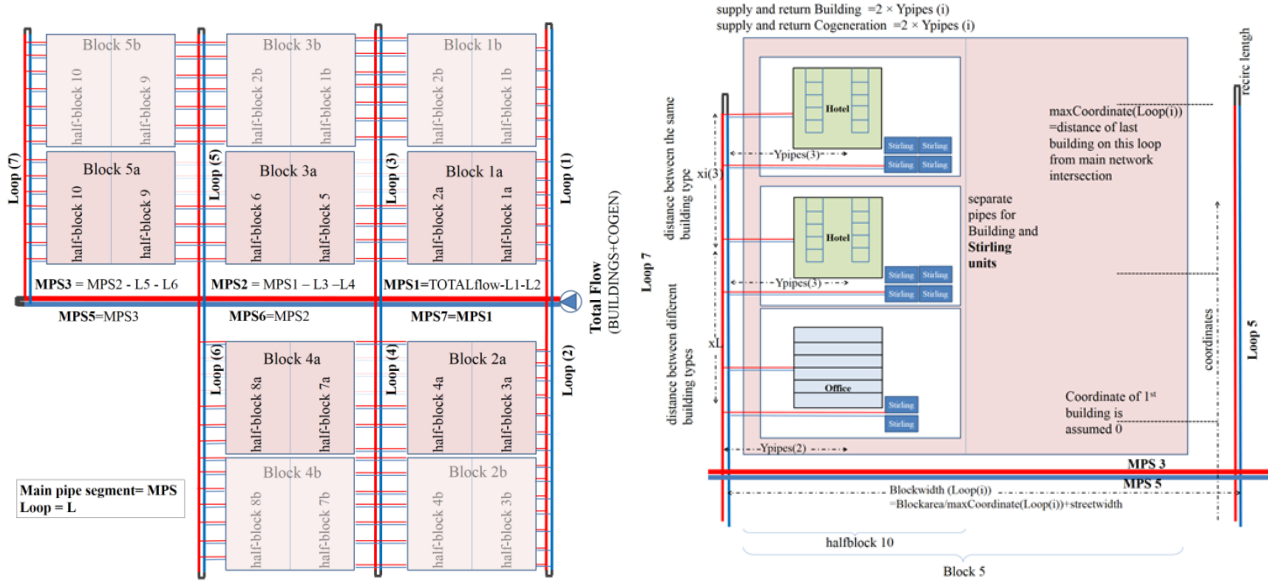 Block 5b
half-block 10
half-block 9
Block 3b
half-block 2b
half-block 1b
Block 1b
half-block 2b
half-block 1b
Loop (7)
Block 5a
half-block 10
half-block 9
Loop (5)
Block 3a
half-block 6
half-block 5
Loop (3)
Block 1a
half-block 2a
half-block 1a
Loop (1)
MPS3 = MPS2 - L5 - L6
MPS2 = MPS1 – L3 –L4
MPS1=TOTALflow-L1-L2
MPS5=MPS3
MPS6=MPS2
MPS7=MPS1
Total Flow
(BUILDINGS+COGEN)
Loop (6)
Block 4a
half-block 8a
half-block 7a
Loop (4)
Block 2a
half-block 4a
half-block 3a
Loop (2)
Block 4b
half-block 8b
half-block 7b
Block 2b
half-block 4b
half-block 3b
Main pipe segment= MPS
Loop = L
supply and return Building =2 × Ypipes (i)
supply and return Cogeneration =2 × Ypipes (i)
Loop 7
distance between the same
building type
xi(3)
distance between different
building types
xL
Hotel
Stirling
Stirling
Ypipes(3)
Stirling
Stirling
Hotel
Stirling
Stirling
Ypipes(3)
Stirling
Stirling
Office
Stirling
Stirling
Ypipes(2)
separate
pipes for
Building and
Stirling
units
maxCoordinate(Loop(i))
=distance of last
building on this loop
from main network
intersection
recirc lentgh
coordinates
Loop 5
Coordinate of 1st
building is
assumed 0
MPS 3
MPS 5
Blockwidth (Loop(i))
=Blockarea/maxCoordinate(Loop(i))+streetwidth
halfblock 10
Block 5